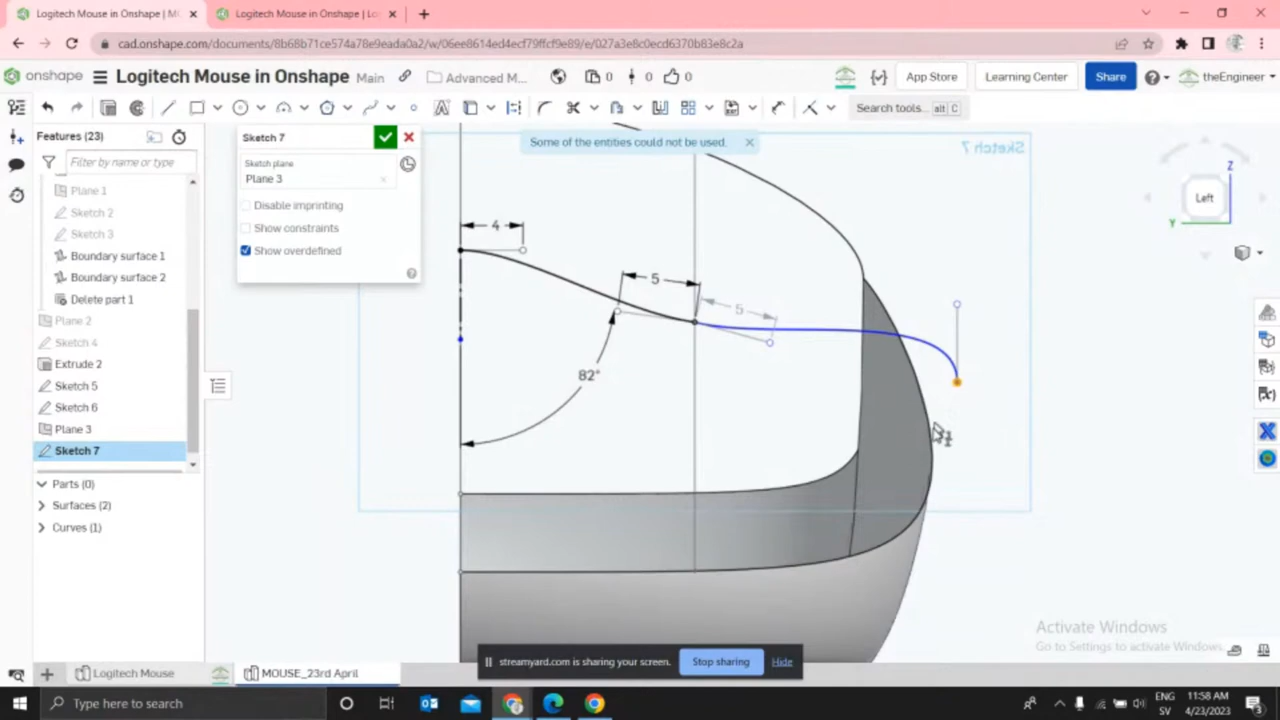 Logitech Mouse in Onshape | M
Logitech Mouse in Onshape | Lo
cad.onshape.com/documents/8b68b71ce574a78e9eada0a2/w/06ee8614ed4ecf79ffcf9e89/e/027a3e8c0ecd6370b83e8c2a
onshape Logitech Mouse in Onshape Main Advanced M... 0 0 0 App Store Learning Center Share theEngineer
Search tools... alt C
Features (23)
Filter by name or type
Plane 1
Sketch 2
Sketch 3
Boundary surface 1
Boundary surface 2
Delete part 1
Plane 2
Sketch 4
Extrude 2
Sketch 5
Sketch 6
Plane 3
Sketch 7
Parts (0)
Surfaces (2)
Curves (1)
Sketch 7
Sketch plane
Plane 3
Disable imprinting
Show constraints
Show overdefined
Some of the entities could not be used.
Sketch 7
Z
Left
Y
4
5
5
82°
Activate Windows
Go to Settings to activate Windows.
streamyard.com is sharing your screen. Stop sharing Hide
Logitech Mouse
MOUSE_23rd April
Type here to search
ENG
SV
11:58 AM
4/23/2023
3